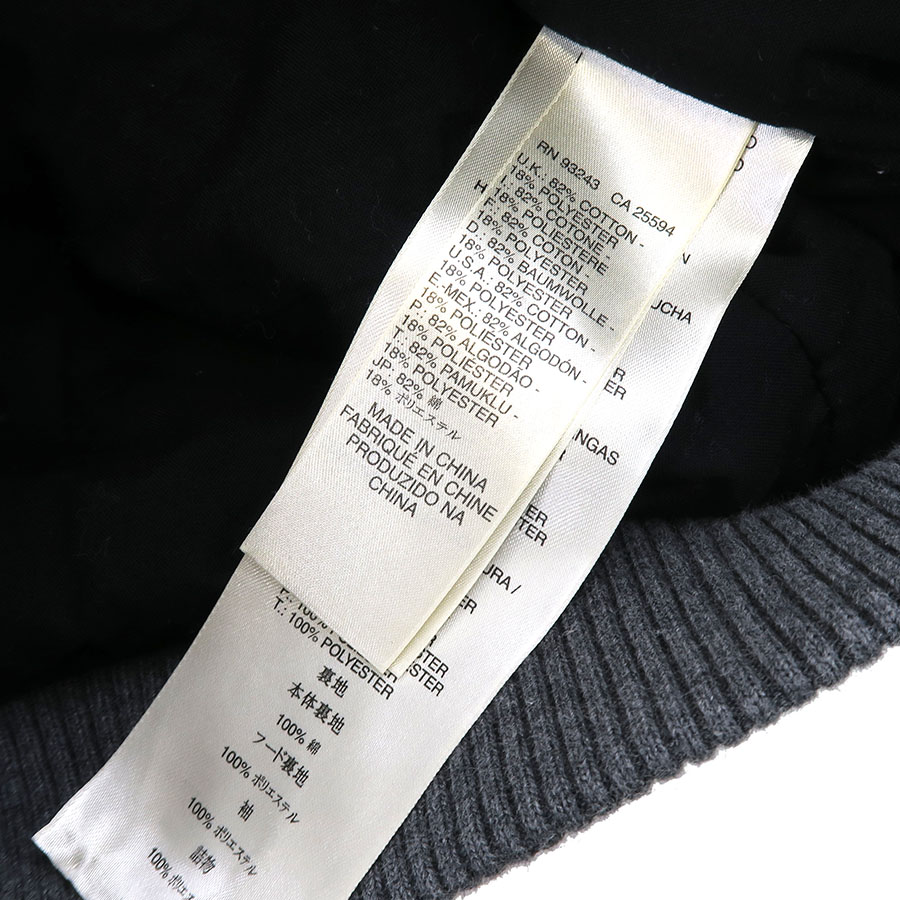 RN 93243 CA 25594
U.K.: 82% COTTON -
18% POLYESTER
I.: 82% COTONE -
18% POLIESTERE
F.: 82% COTON -
18% POLYESTER
D.: 82% BAUMWOLLE -
18% POLYESTER
U.S.A.: 82% COTTON -
18% POLYESTER
E-MEX.: 82% ALGODÓN -
18% POLIÉSTER
P.: 82% ALGODÃO -
18% POLIÉSTER
T.: 82% PAMUKLU -
18% POLYESTER
JP.: 82% 綿
18% ポリエステル
MADE IN CHINA
FABRIQUÉ EN CHINE
PRODUZIDO NA
CHINA
T.: 100% POLYESTER
裏地
本体裏地
100% 綿
フード裏地
100% ポリエステル
袖
100% ポリエステル
詰物
100% ポリエ